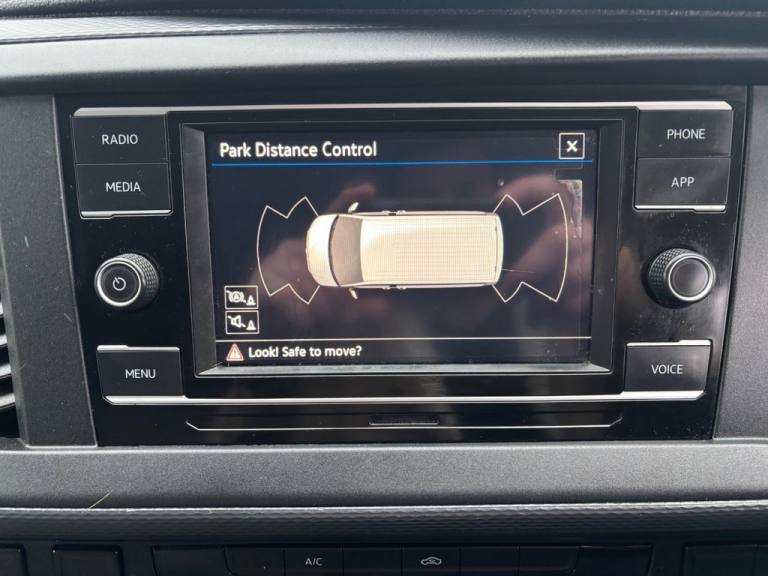 RADIO
MEDIA
Park Distance Control
PHONE
APP
Look! Safe to move?
MENU
VOICE
A/C